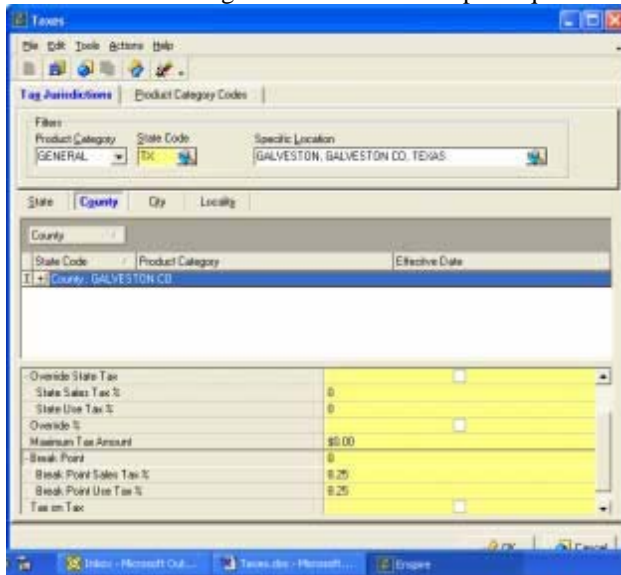 Taxes
File Edit Tools Actions Help
Tax Jurisdictions Product Category Codes
Filters
Product Category State Code Specific Location
GENERAL TX GALVESTON, GALVESTON CO, TEXAS
State County City Locality
County
State Code Product Category Effective Date
County: GALVESTON CO
Override State Tax
State Sales Tax % 0
State Use Tax % 0
Override %
Maximum Tax Amount $0.00
Break Point 0
Break Point Sales Tax % 8.25
Break Point Use Tax % 8.25
Tax on Tax
OK Cancel
Inbox - Microsoft Out... Taxes.doc - Microsoft ... Enspire